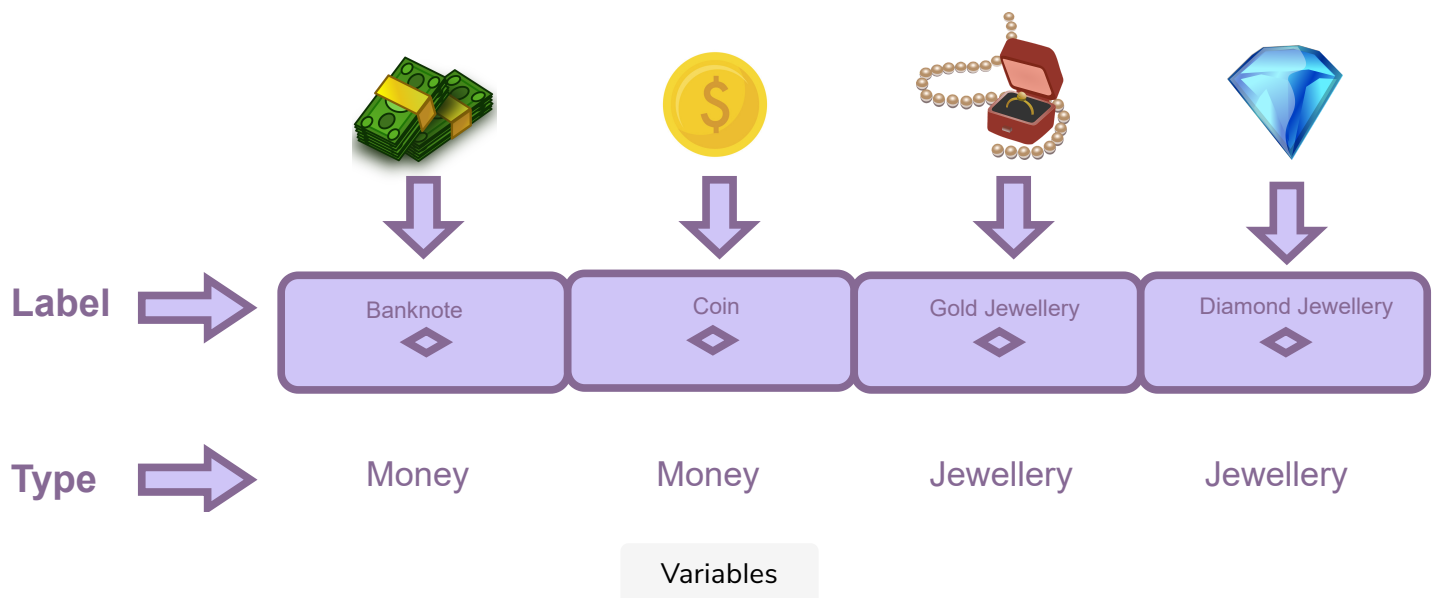 $
Label
Banknote
Coin
Gold Jewellery
Diamond Jewellery
Type
Money
Money
Jewellery
Jewellery
Variables